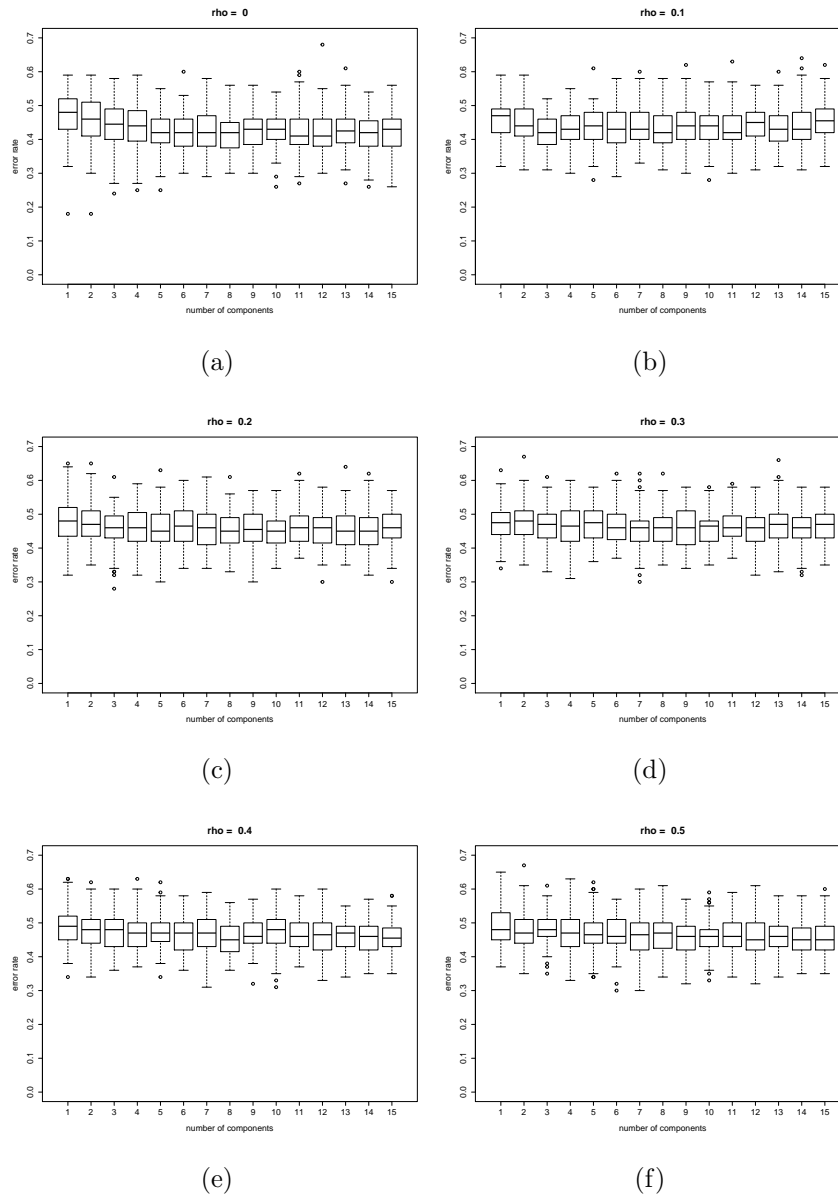 rho = 0
rho = 0.1
error rate
0.0 0.1 0.2 0.3 0.4 0.5 0.6 0.7
1 2 3 4 5 6 7 8 9 10 11 12 13 14 15
number of components
error rate
0.0 0.1 0.2 0.3 0.4 0.5 0.6 0.7
1 2 3 4 5 6 7 8 9 10 11 12 13 14 15
number of components
(a)
(b)
rho = 0.2
rho = 0.3
error rate
0.0 0.1 0.2 0.3 0.4 0.5 0.6 0.7
1 2 3 4 5 6 7 8 9 10 11 12 13 14 15
number of components
error rate
0.0 0.1 0.2 0.3 0.4 0.5 0.6 0.7
1 2 3 4 5 6 7 8 9 10 11 12 13 14 15
number of components
(c)
(d)
rho = 0.4
rho = 0.5
error rate
0.0 0.1 0.2 0.3 0.4 0.5 0.6 0.7
1 2 3 4 5 6 7 8 9 10 11 12 13 14 15
number of components
error rate
0.0 0.1 0.2 0.3 0.4 0.5 0.6 0.7
1 2 3 4 5 6 7 8 9 10 11 12 13 14 15
number of components
(e)
(f)